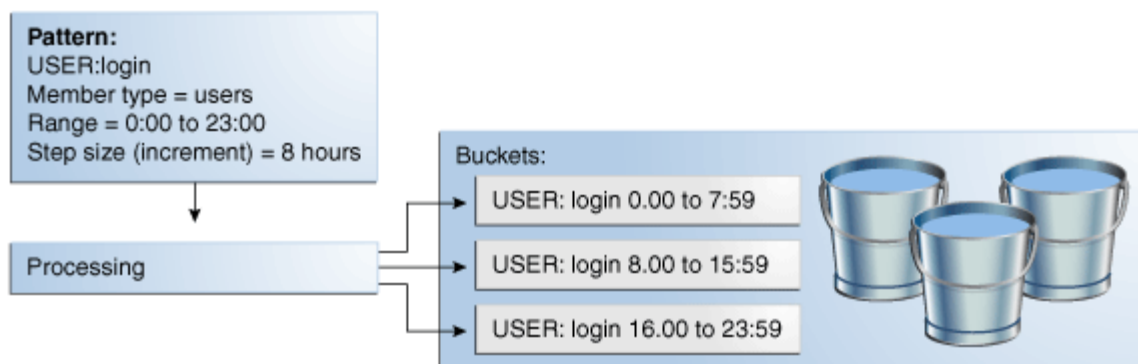 Pattern:
USER:login
Member type = users
Range = 0:00 to 23:00
Step size (increment) = 8 hours
Processing
Buckets:
USER: login 0.00 to 7:59
USER: login 8.00 to 15:59
USER: login 16.00 to 23:59